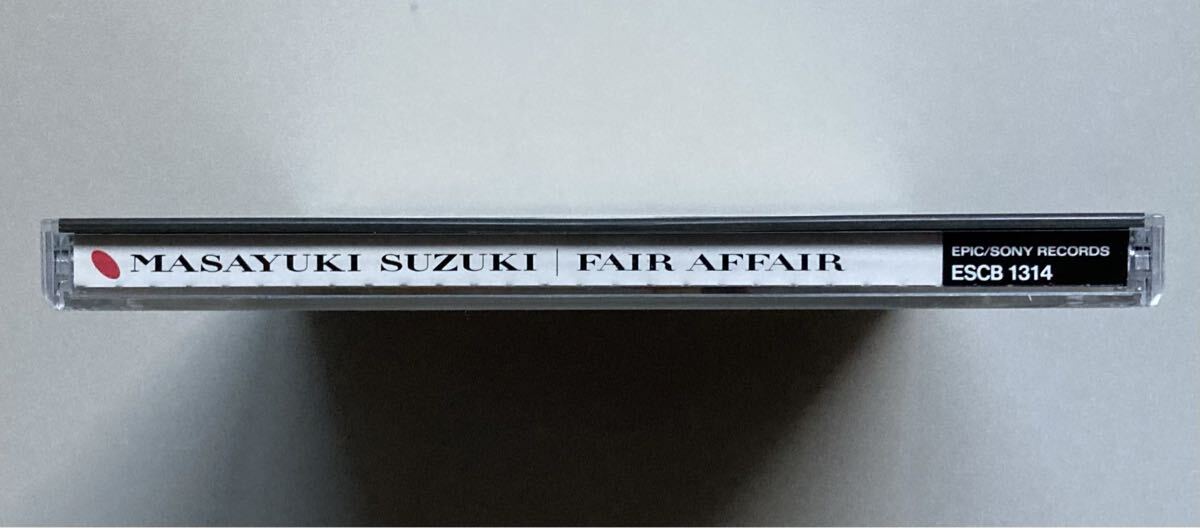 MASAYUKI SUZUKI | FAIR AFFAIR
EPIC/SONY RECORDS
ESCB 1314